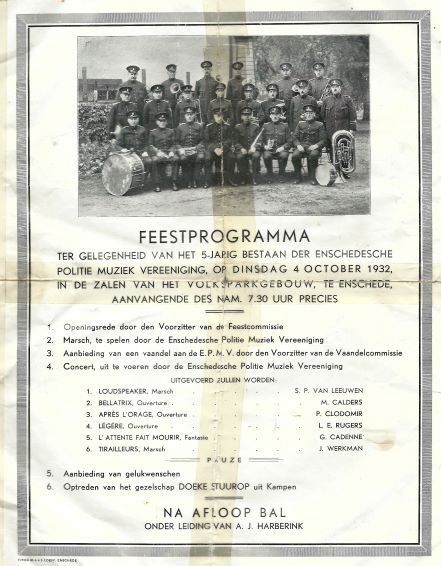 FEESTPROGRAMMA
TER GELEGENHEID VAN HET 5-JARIG BESTAAN DER ENSCHEDESCHE
POLITIE MUZIEK VEREENIGING, OP DINSDAG 4 OCTOBER 1932,
IN DE ZALEN VAN HET VOLKSPARKGEBOUW, TE ENSCHEDE,
AANVANGENDE DES NAM. 7.30 UUR PRECIES
1. Openingsrede door den Voorzitter van de Feestcommissie
2. Marsch, te spelen door de Enschedesche Politie Muziek Vereeniging
3. Aanbieding van een vaandel aan de E.P.M.V. door den Voorzitter van de Vaandelcommissie
4. Concert, uit te voeren door de Enschedesche Politie Muziek Vereeniging
UITGEVOERD ZULLEN WORDEN:
1. LOUDSPEAKER, Marsch . . . . . S. P. VAN LEEUWEN
2. BELLATRIX, Ouverture . . . . . M. CALDERS
3. APRÈS L'ORAGE, Ouverture . . . . . P. CLODOMIR
4. LÉGÈRE, Ouverture . . . . . L. E. RUGERS
5. L'ATTENTE FAIT MOURIR, Fantasie . . . . G. CADENNE
6. TIRAILLEURS, Marsch . . . . . J. WERKMAN
PAUZE
5. Aanbieding van gelukwenschen
6. Optreden van het gezelschap DOEKE STUUROP uit Kampen
NA AFLOOP BAL
ONDER LEIDING VAN A. J. HARBERINK